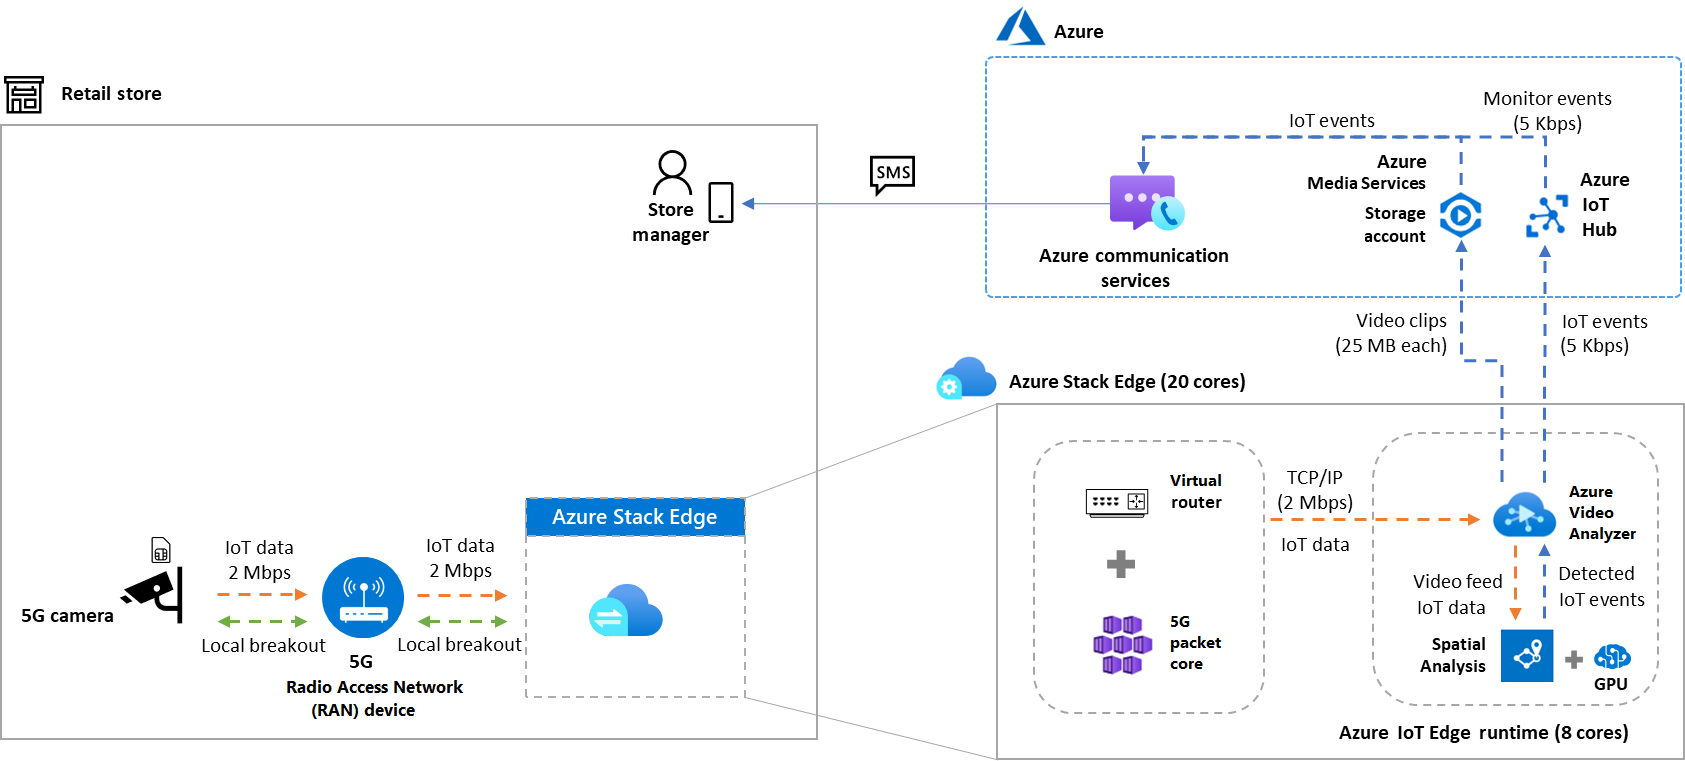 Azure
Retail store
Monitor events
(5 Kbps)
IoT events
SMS
Azure
Media Services
Storage
account
Azure
IoT
Hub
Store
manager
Azure communication
services
Video clips
(25 MB each)
IoT events
(5 Kbps)
Azure Stack Edge (20 cores)
Virtual
router
TCP/IP
(2 Mbps)
IoT data
Azure
Video
Analyzer
Azure Stack Edge
IoT data
2 Mbps
IoT data
2 Mbps
5G camera
Local breakout
Local breakout
5G
Radio Access Network
(RAN) device
5G
packet
core
Video feed
IoT data
Detected
IoT events
Spatial
Analysis
GPU
Azure IoT Edge runtime (8 cores)